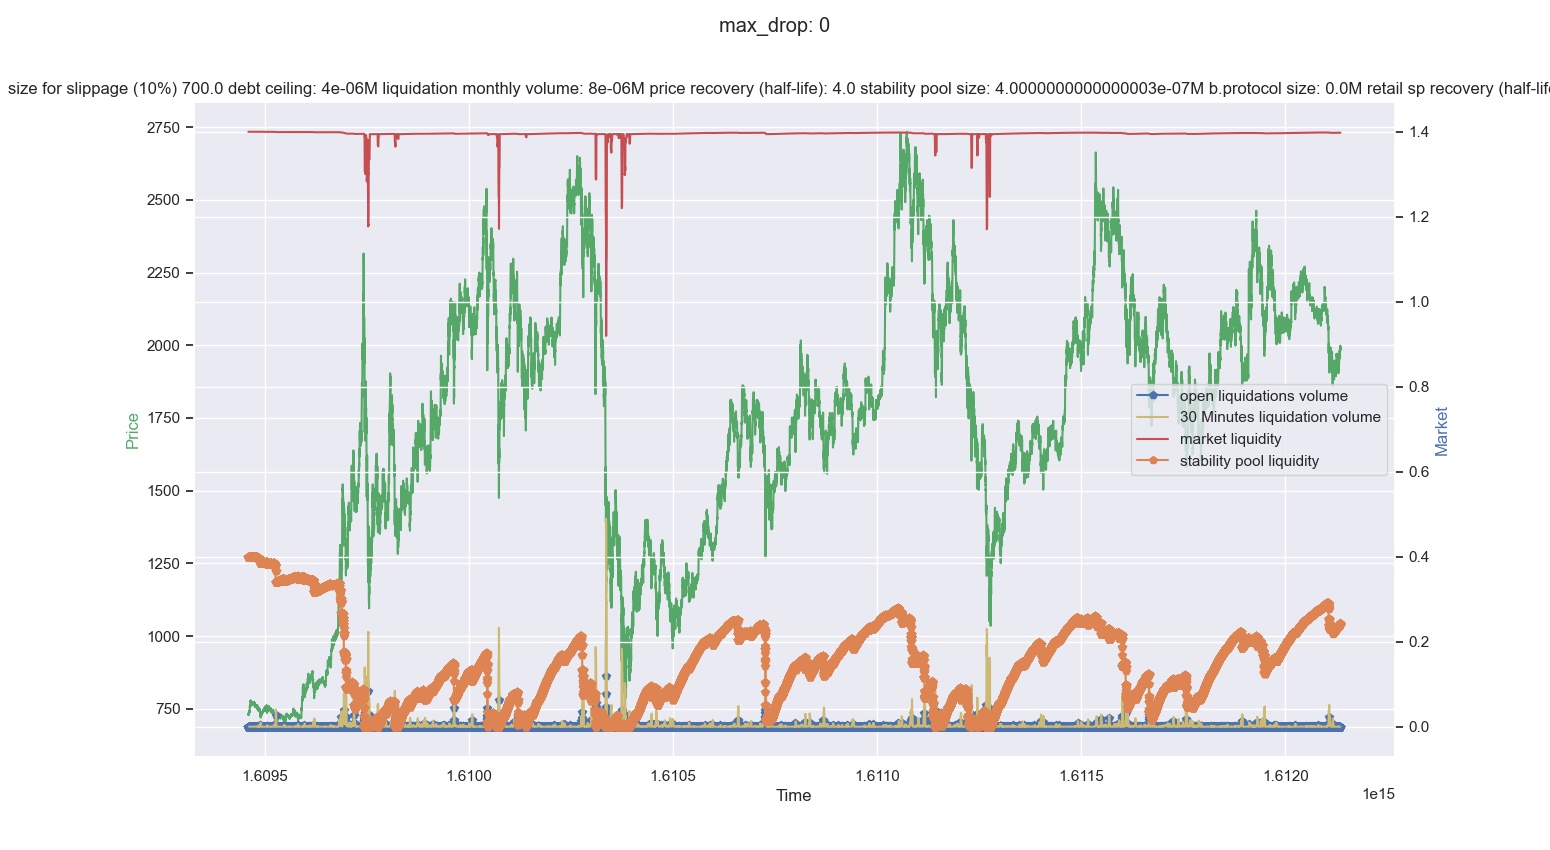 max_drop: 0
size for slippage (10%) 700.0 debt ceiling: 4e-06M liquidation monthly volume: 8e-06M price recovery (half-life): 4.0 stability pool size: 4.0000000000000003e-07M b.protocol size: 0.0M retail sp recovery (half-life
2750
2500
2250
2000
1750
1500
1250
1000
750
Price
1.4
1.2
1.0
0.8
0.6
0.4
0.2
0.0
Market
open liquidations volume
30 Minutes liquidation volume
market liquidity
stability pool liquidity
1.6095 1.6100 1.6105 1.6110 1.6115 1.6120
Time
1e15